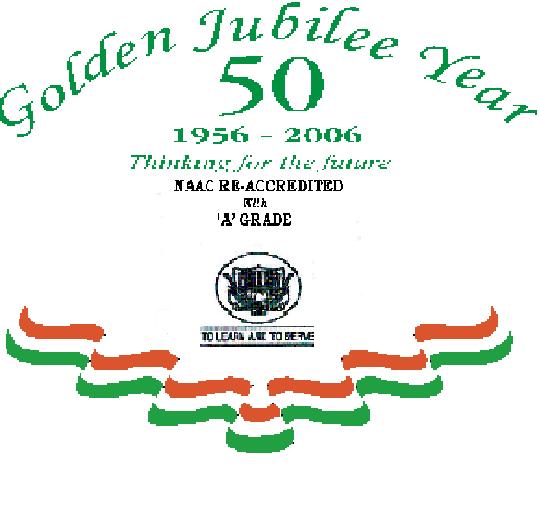 Golden Jubilee Year
50
1956 - 2006
Thinking for the future
NAAC RE-ACCREDITED
With
'A' GRADE
TO LEARN AND TO SERVE